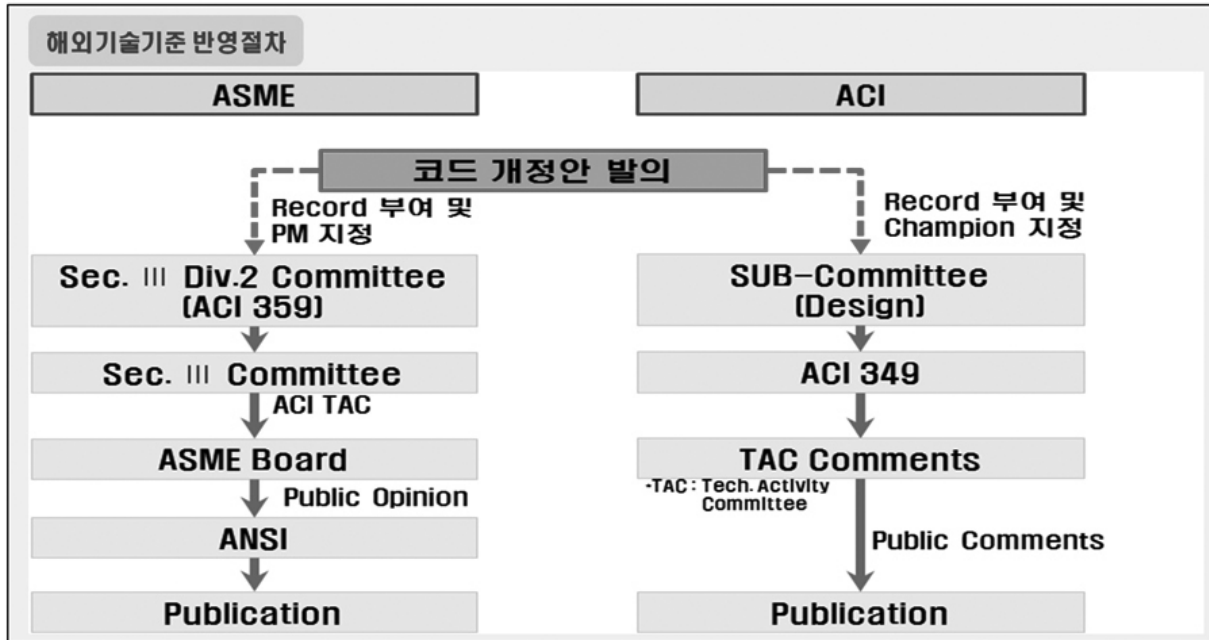 해외기술기준 반영절차
ASME
ACI
코드 개정안 발의
Record 부여 및
PM 지정
Record 부여 및
Champion 지정
Sec. III Div.2 Committee
(ACI 359)
SUB-Committee
(Design)
Sec. III Committee
ACI 349
ACI TAC
ASME Board
TAC Comments
-TAC : Tech. Activity
Committee
Public Opinion
ANSI
Public Comments
Publication
Publication